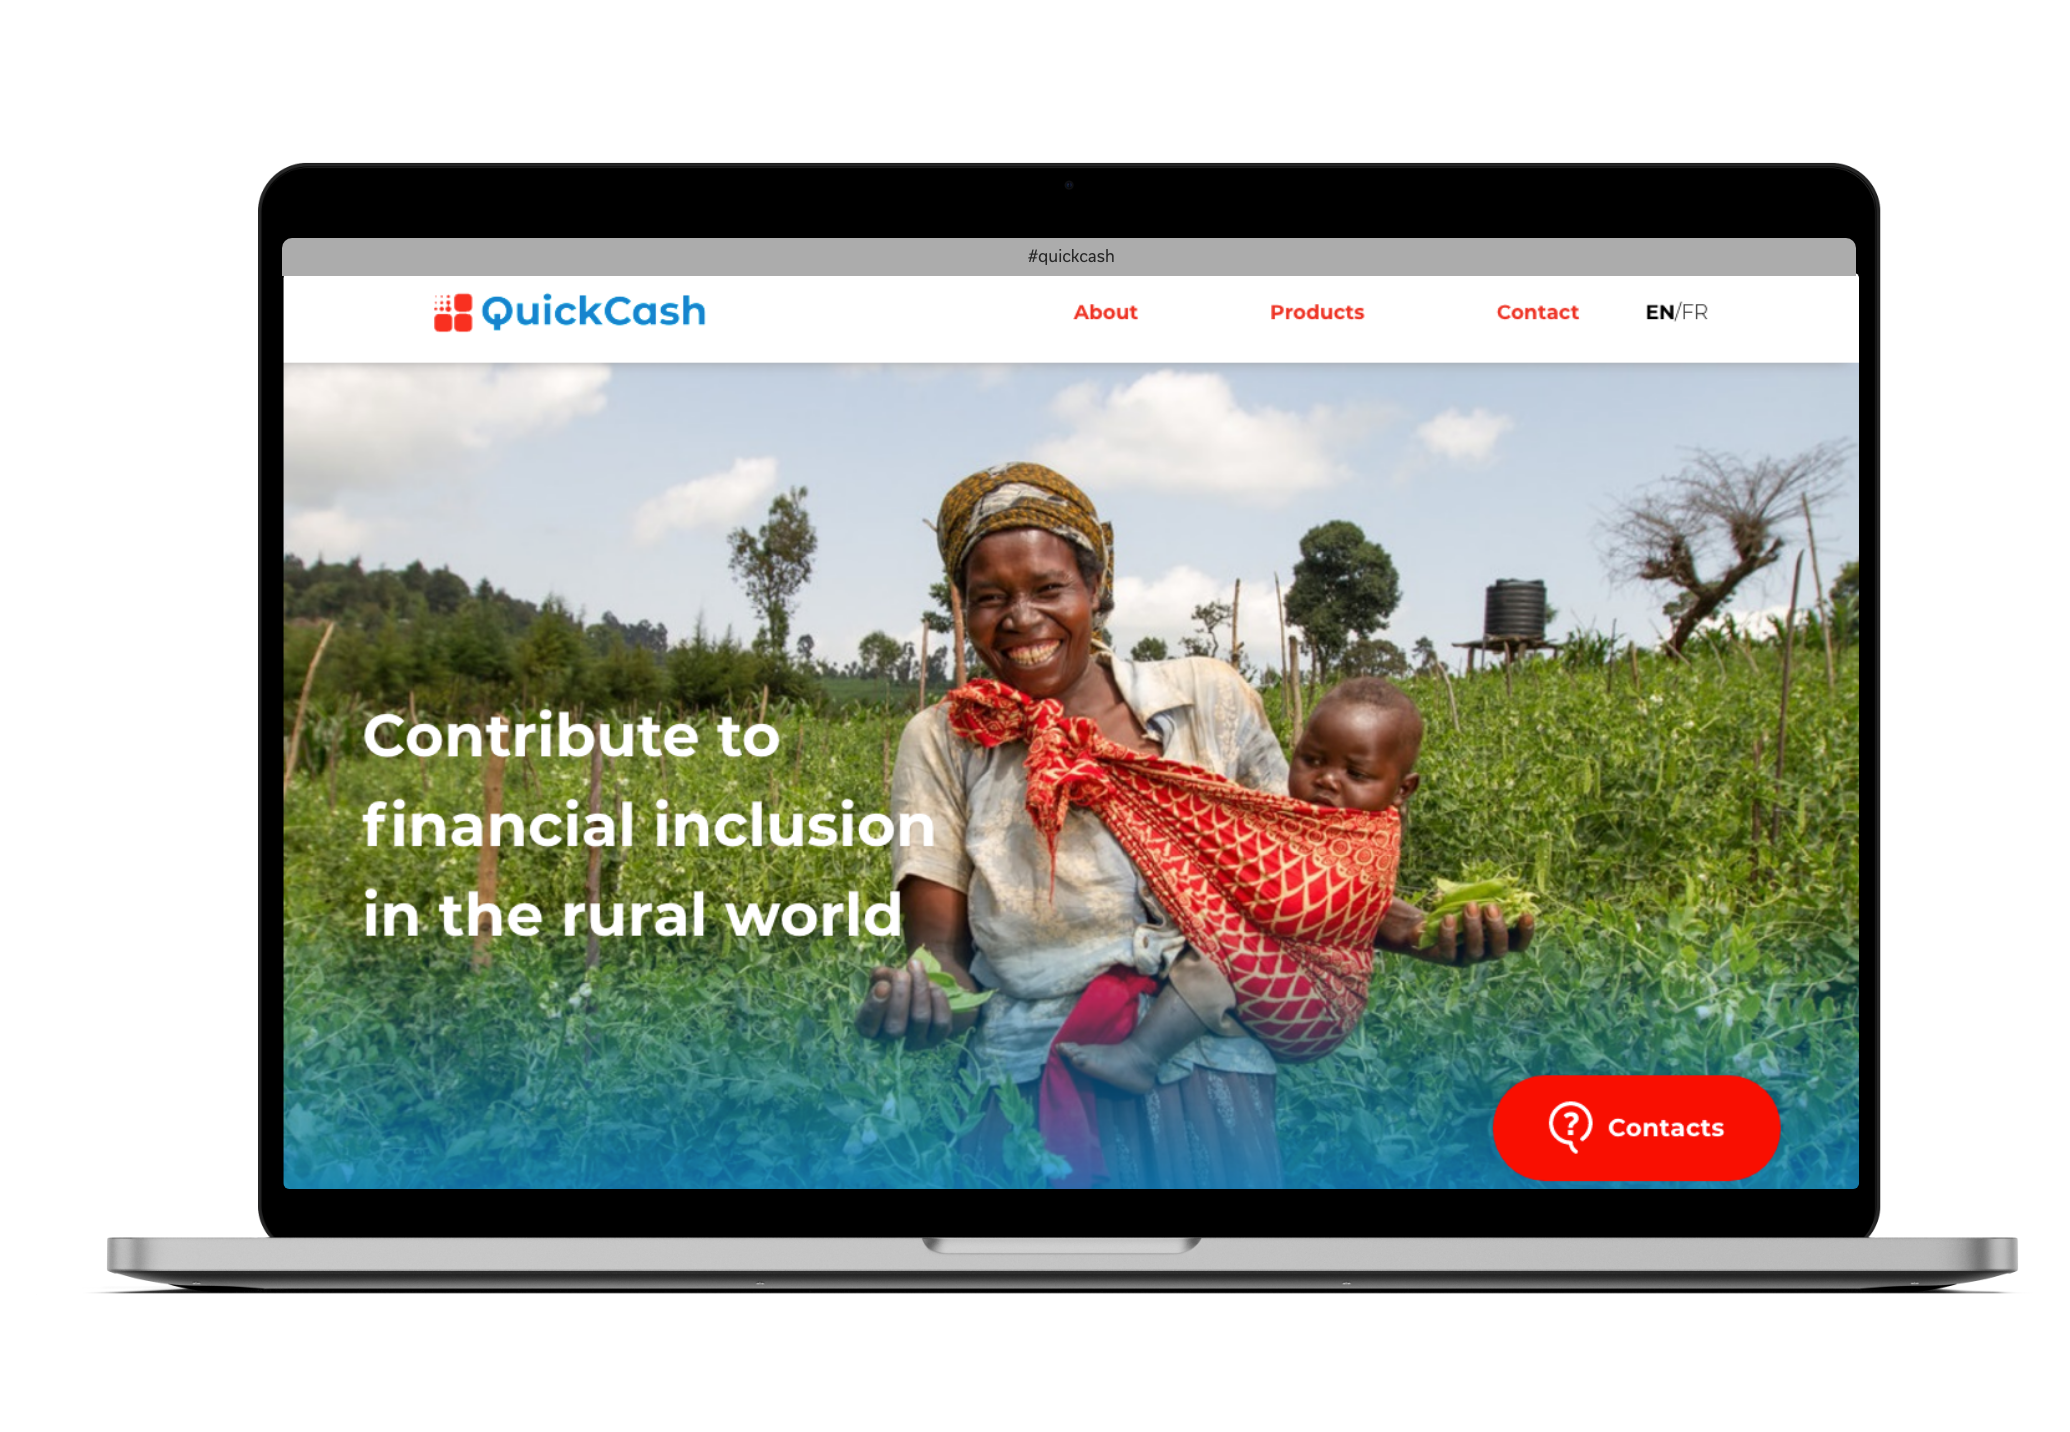 #quickcash
QuickCash
About
Products
Contact
EN/FR
Contribute to
financial inclusion
in the rural world
? Contacts